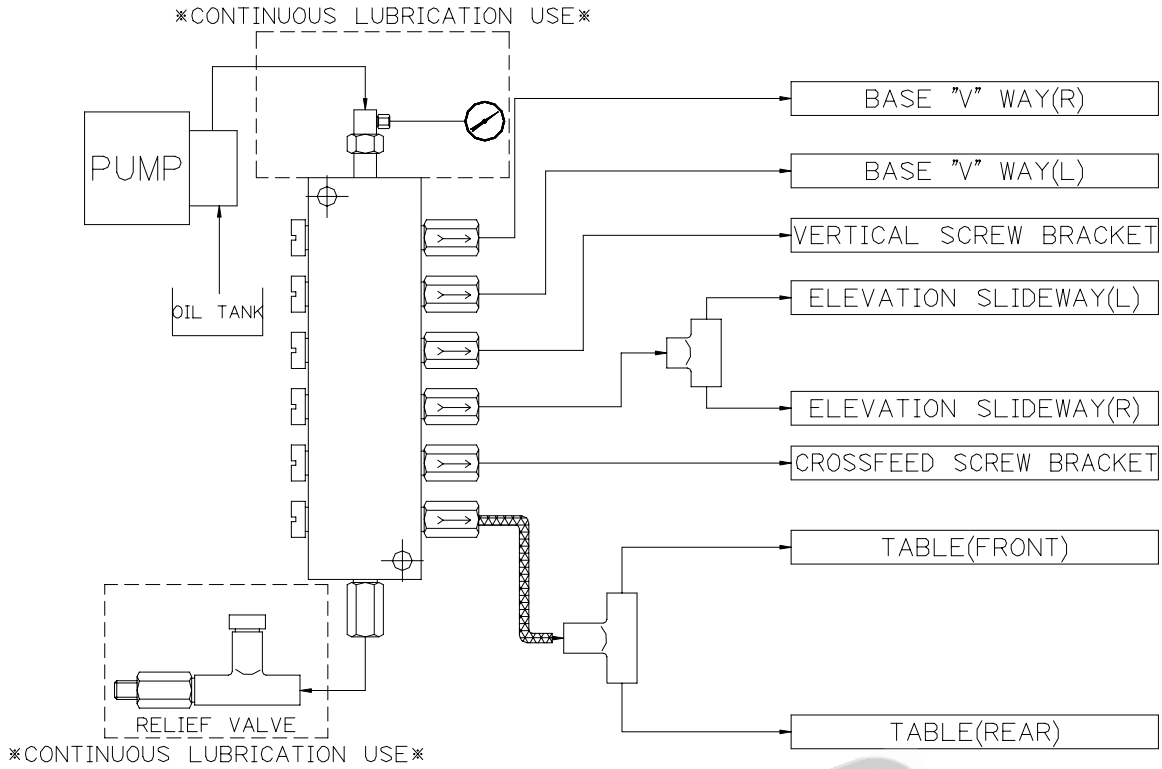 ※CONTINUOUS LUBRICATION USE※
PUMP
OIL TANK
BASE "V" WAY(R)
BASE "V" WAY(L)
VERTICAL SCREW BRACKET
ELEVATION SLIDEWAY(L)
ELEVATION SLIDEWAY(R)
CROSSFEED SCREW BRACKET
TABLE(FRONT)
TABLE(REAR)
RELIEF VALVE
※CONTINUOUS LUBRICATION USE※